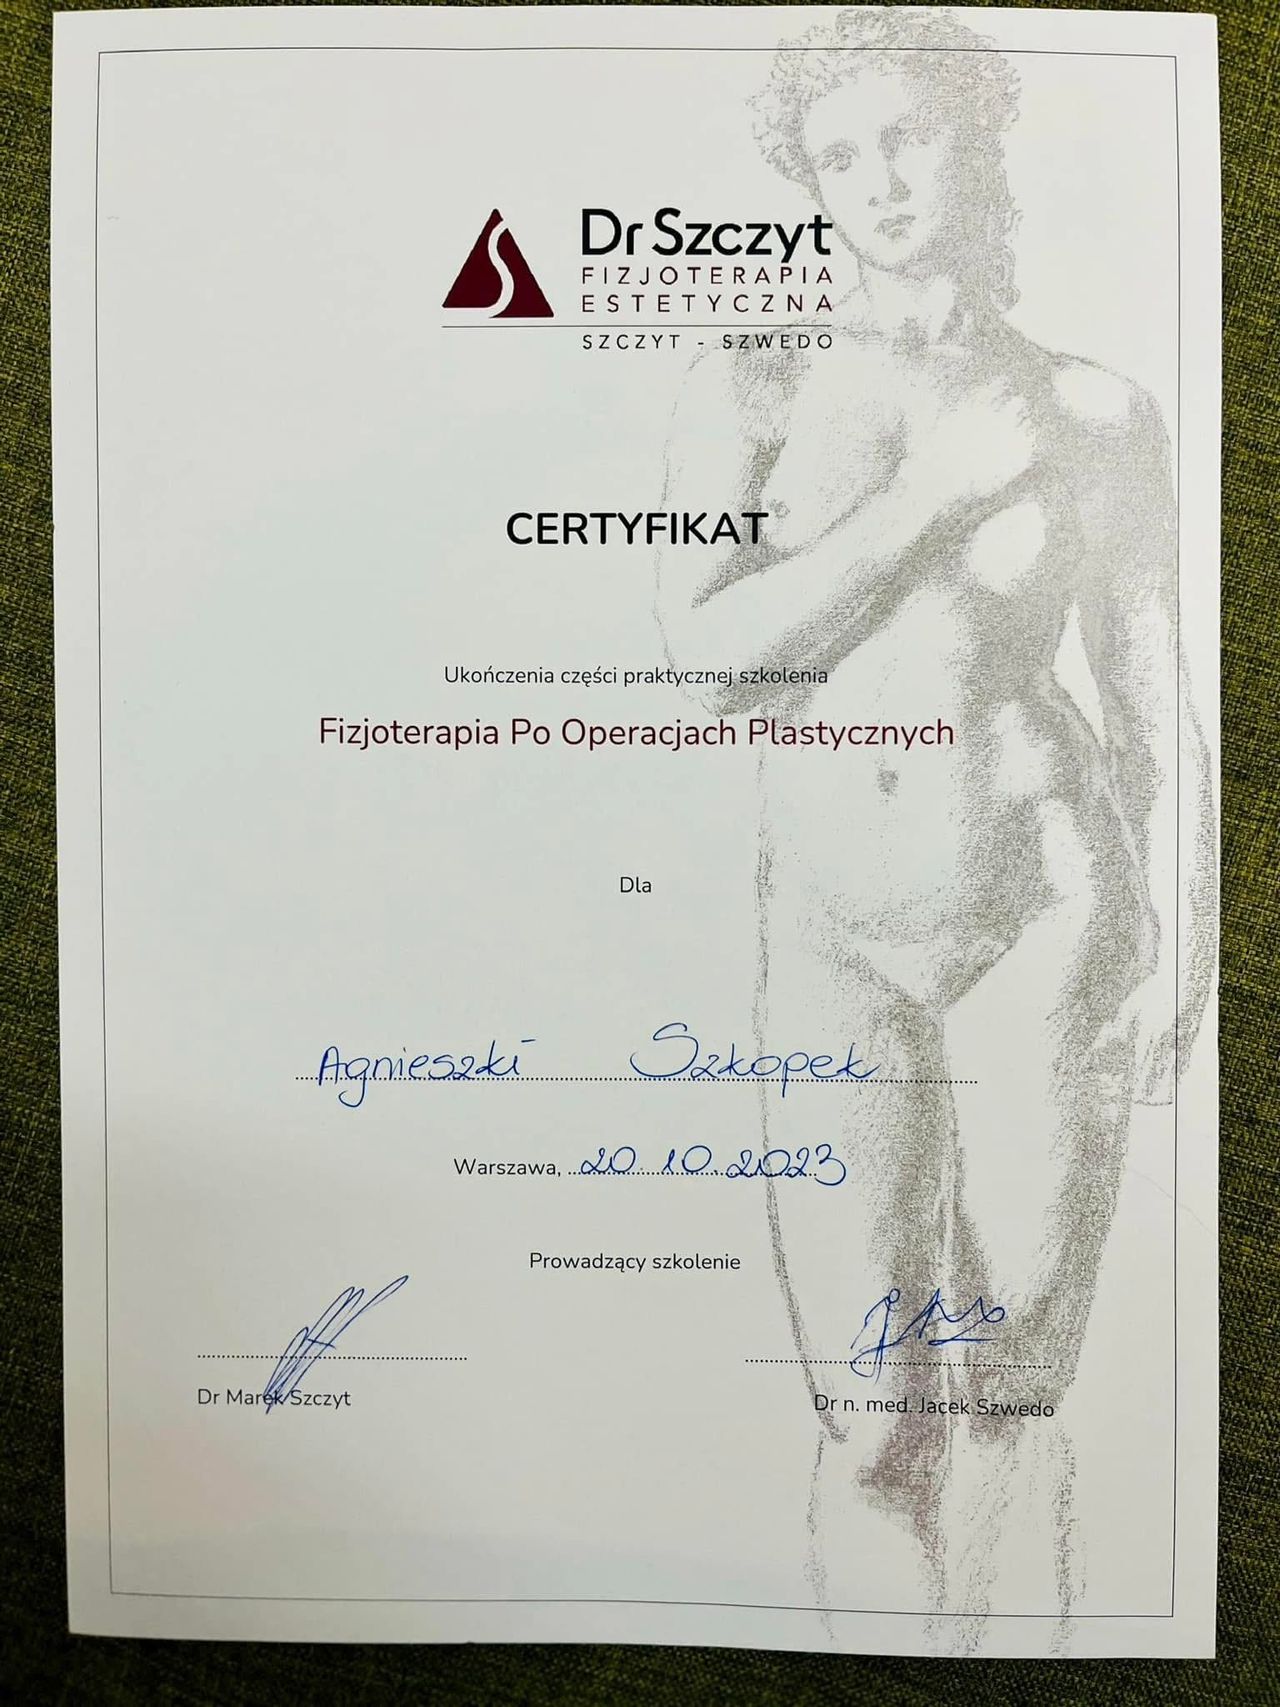 Dr Szczyt
FIZJOTERAPIA
ESTETYCZNA
SZCZYT - SZWEDO
CERTYFIKAT
Ukończenia części praktycznej szkolenia
Fizjoterapia Po Operacjach Plastycznych
Dla
Agnieszki Szkopek
Warszawa, 20.10.2023
Prowadzący szkolenie
Dr Marek Szczyt
Dr n. med. Jacek Szwedo